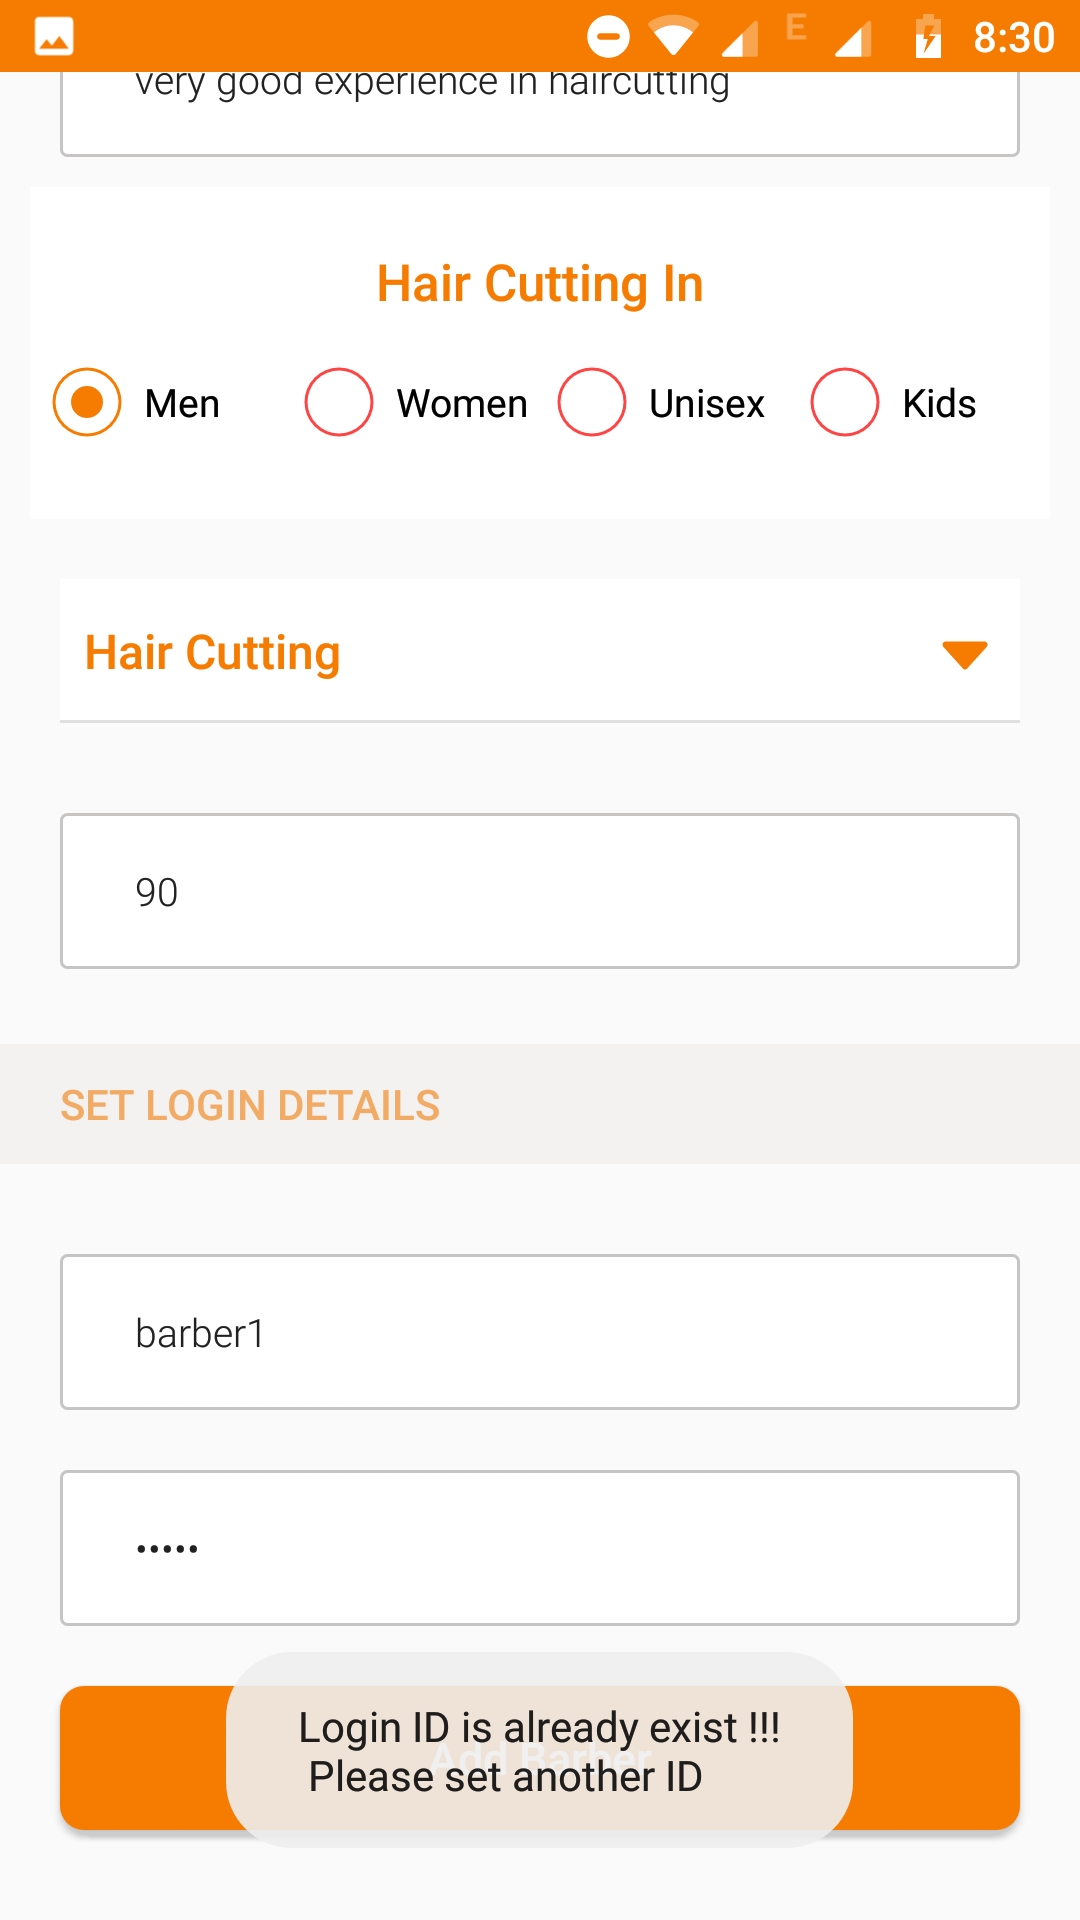 E 8:30
very good experience in haircutting
Hair Cutting In
Men Women Unisex Kids
Hair Cutting
90
SET LOGIN DETAILS
barber1
•••••
Login ID is already exist !!!
Add Barber
Please set another ID